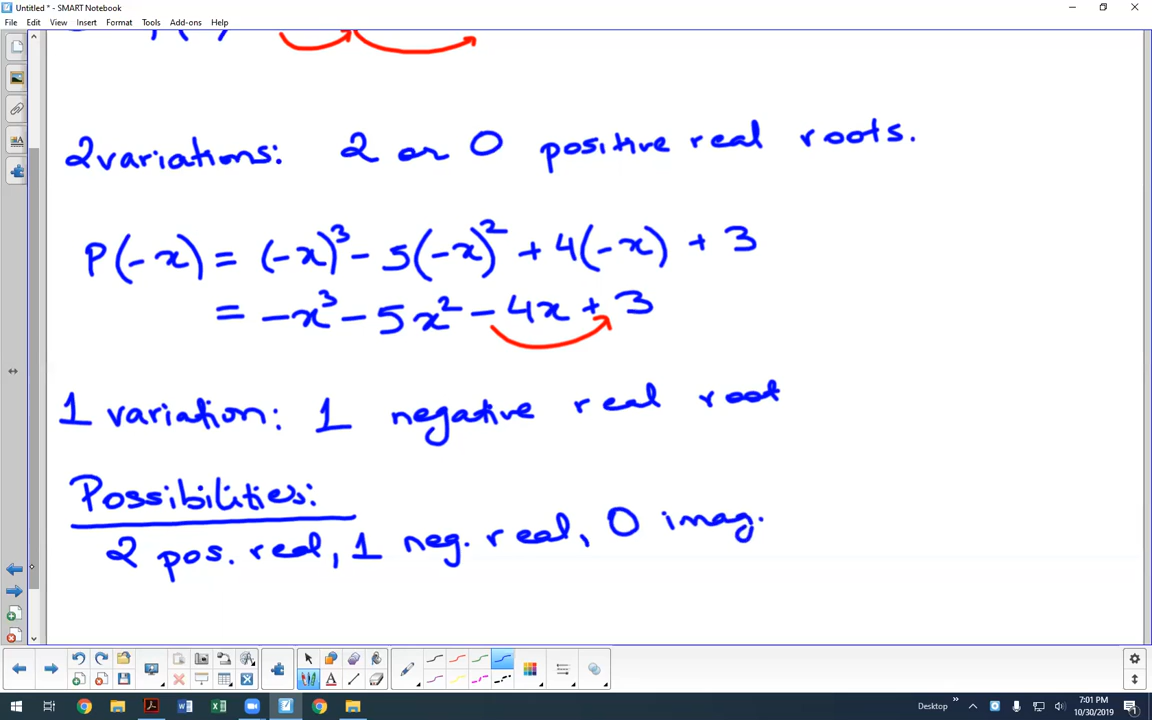 Untitled * - SMART Notebook
File Edit View Insert Format Tools Add-ons Help
2 variations: 2 or 0 positive real roots.
P(-x) = (-x)³ - 5(-x)² + 4(-x) + 3
= -x³ - 5x² - 4x + 3
1 variation: 1 negative real root
Possibilities:
2 pos. real, 1 neg. real, 0 imag.
Desktop
7:01 PM
10/30/2019